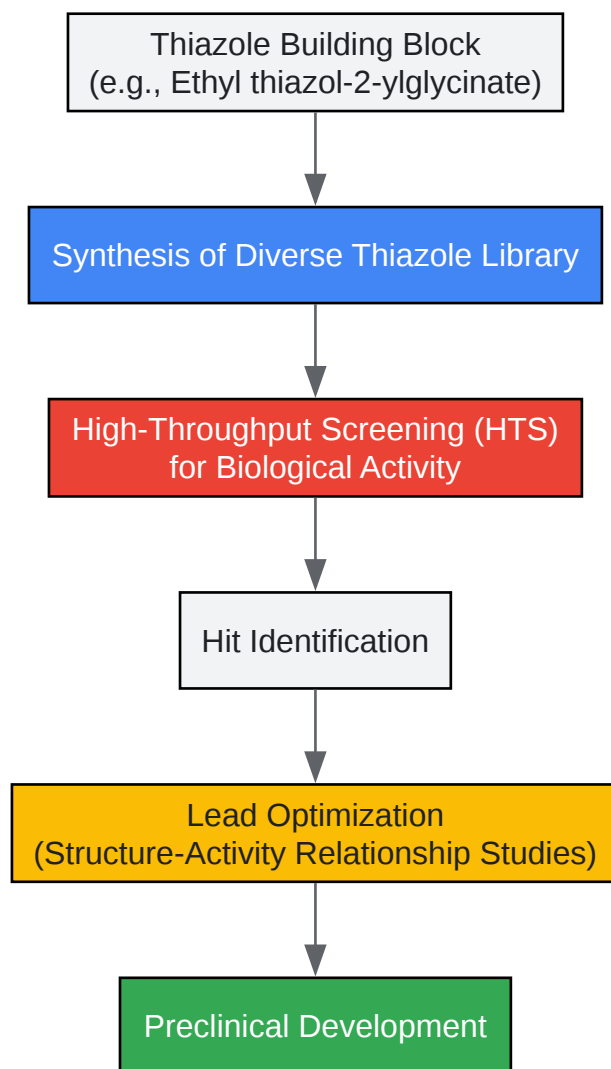 Thiazole Building Block
(e.g., Ethyl thiazol-2-ylglycinate)
Synthesis of Diverse Thiazole Library
High-Throughput Screening (HTS)
for Biological Activity
Hit Identification
Lead Optimization
(Structure-Activity Relationship Studies)
Preclinical Development